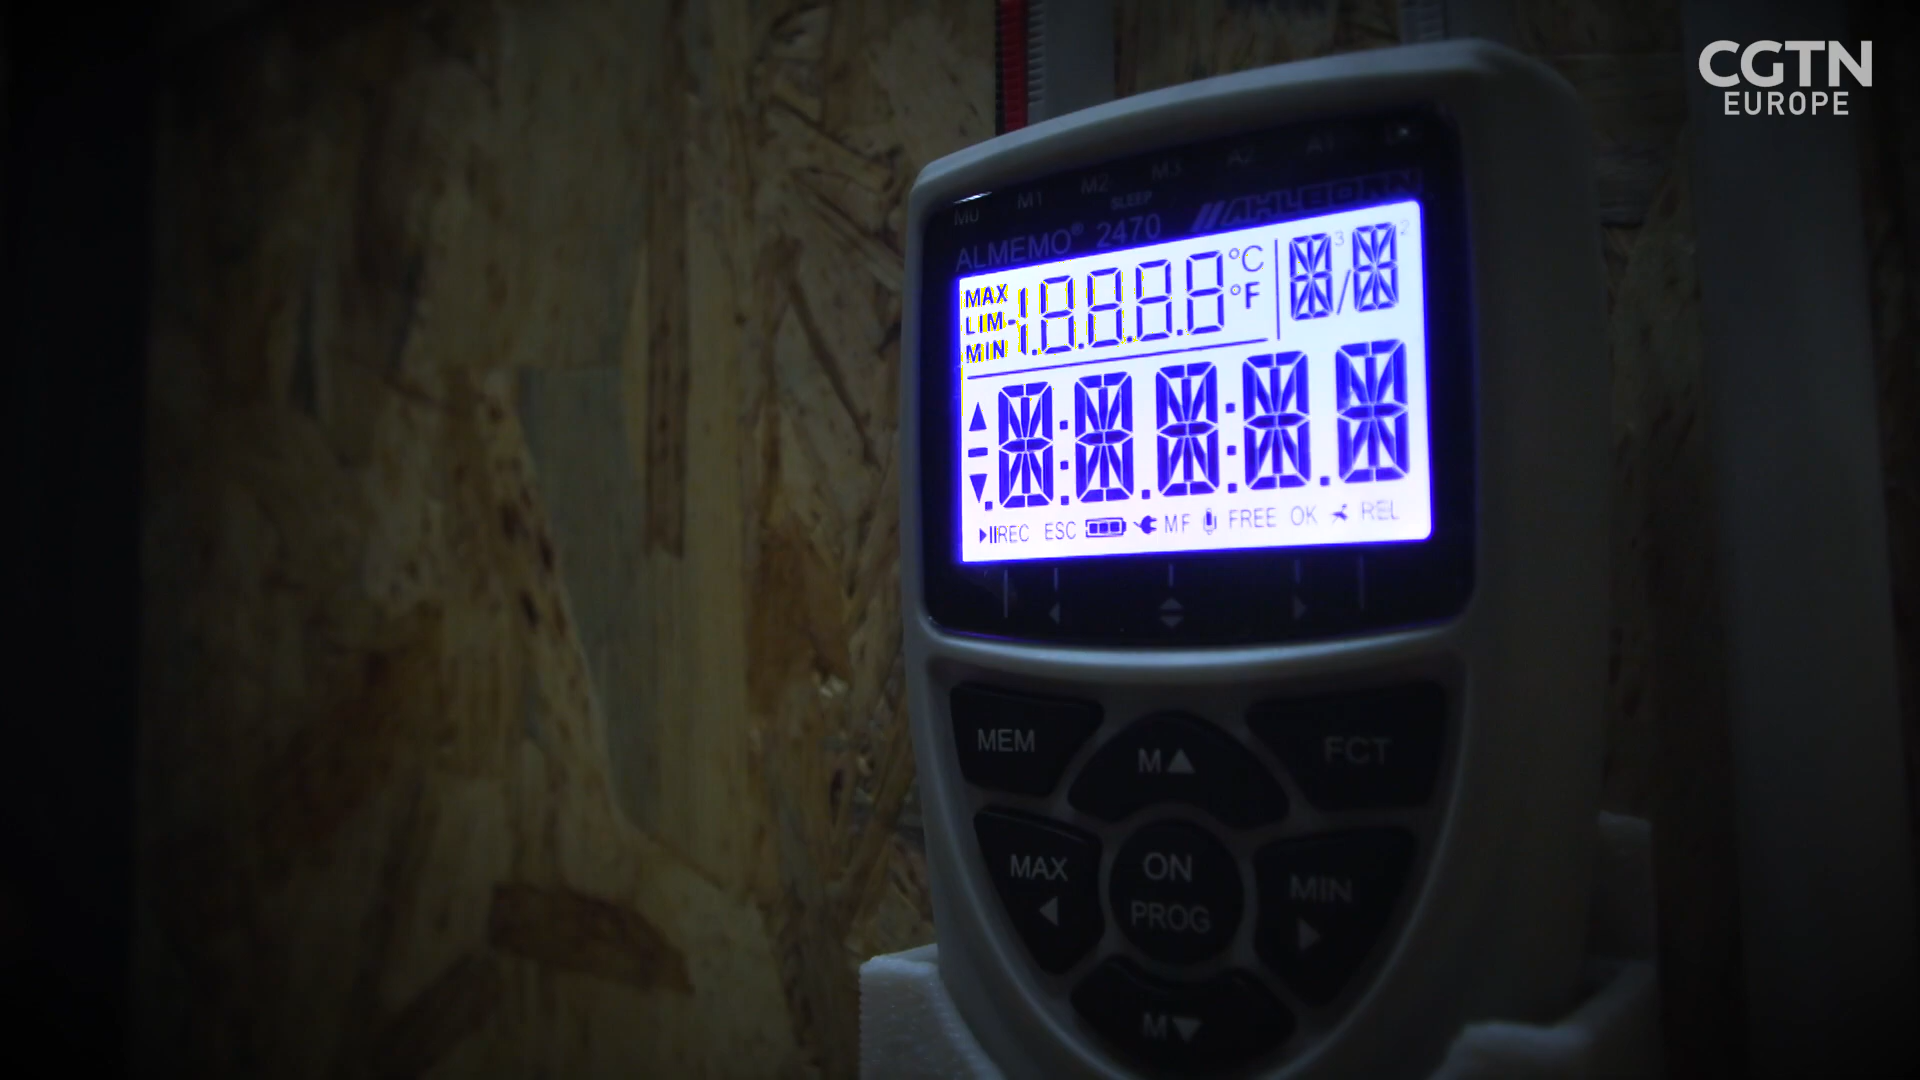 CGTN
EUROPE
M0 M1 M2 M3 A2 A1
SLEEP
ALMEMO® 2470 AHLBORN
MAX
LIM
MIN
°C
°F
REC ESC MF FREE OK REL
MEM M▲ FCT
MAX ◀ ON PROG MIN ▶
M▼